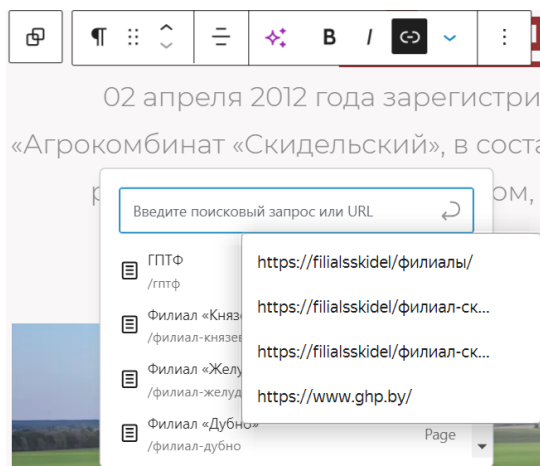 B I
02 апреля 2012 года зарегистри
«Агрокомбинат «Скидельский», в соста
ом,
Введите поисковый запрос или URL
https://filialsskidel/филиалы/
https://filialsskidel/филиал-ск...
https://filialsskidel/филиал-ск...
https://www.ghp.by/
ГПТФ
/гптф
Филиал «Княз
/филиал-князев
Филиал «Желу
/филиал-желуд
Филиал «Дубно»
/филиал-дубно
Page